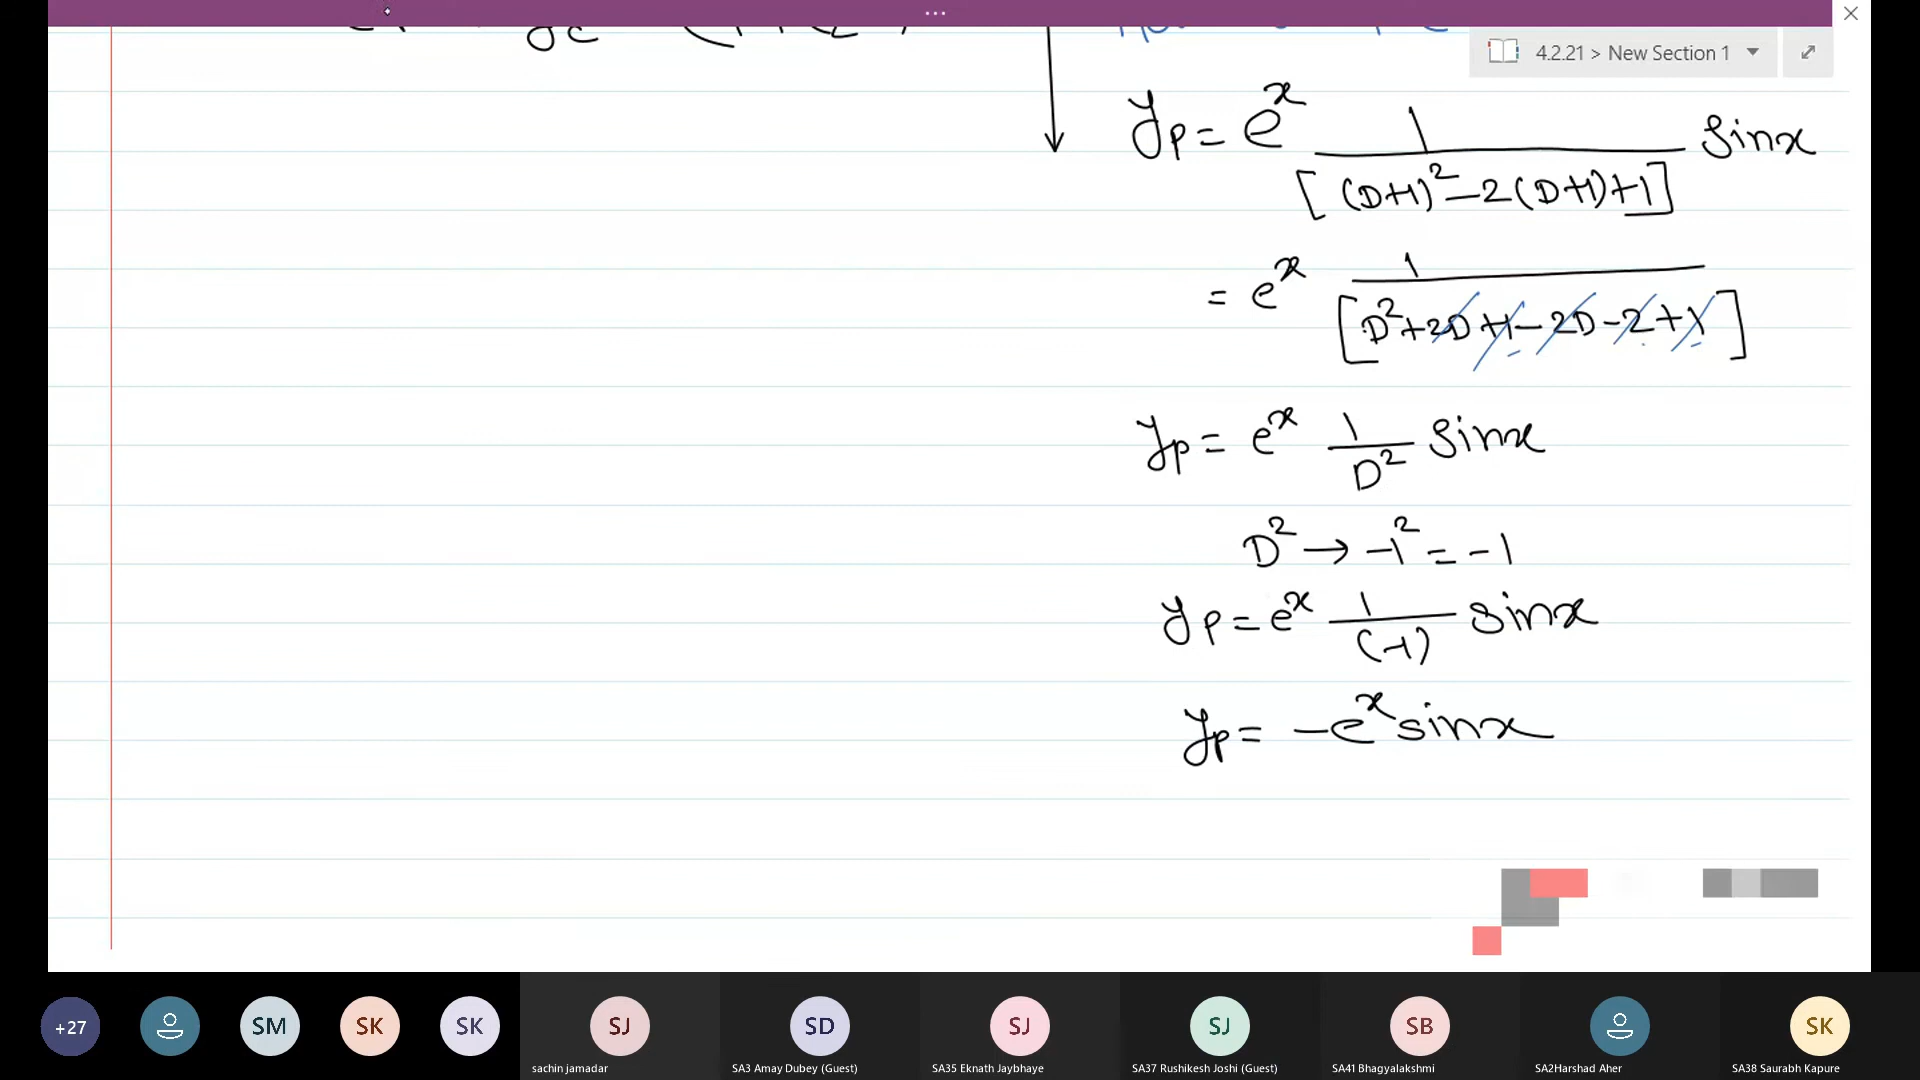 4.2.21 > New Section 1
yp = e^x 1/[(D+1)^2 - 2(D+1) + 1] sinx
= e^x 1/[D^2 + 2D + 1 - 2D - 2 + 1]
yp = e^x 1/D^2 sinx
D^2 → -1^2 = -1
yp = e^x 1/(-1) sinx
yp = -e^x sinx
+27 SM SK SK SJ SD SJ SJ SB SK
sachin jamadar SA3 Amay Dubey (Guest) SA35 Eknath Jaybhaye SA37 Rushikesh Joshi (Guest) SA41 Bhagyalakshmi SA2Harshad Aher SA38 Saurabh Kapure